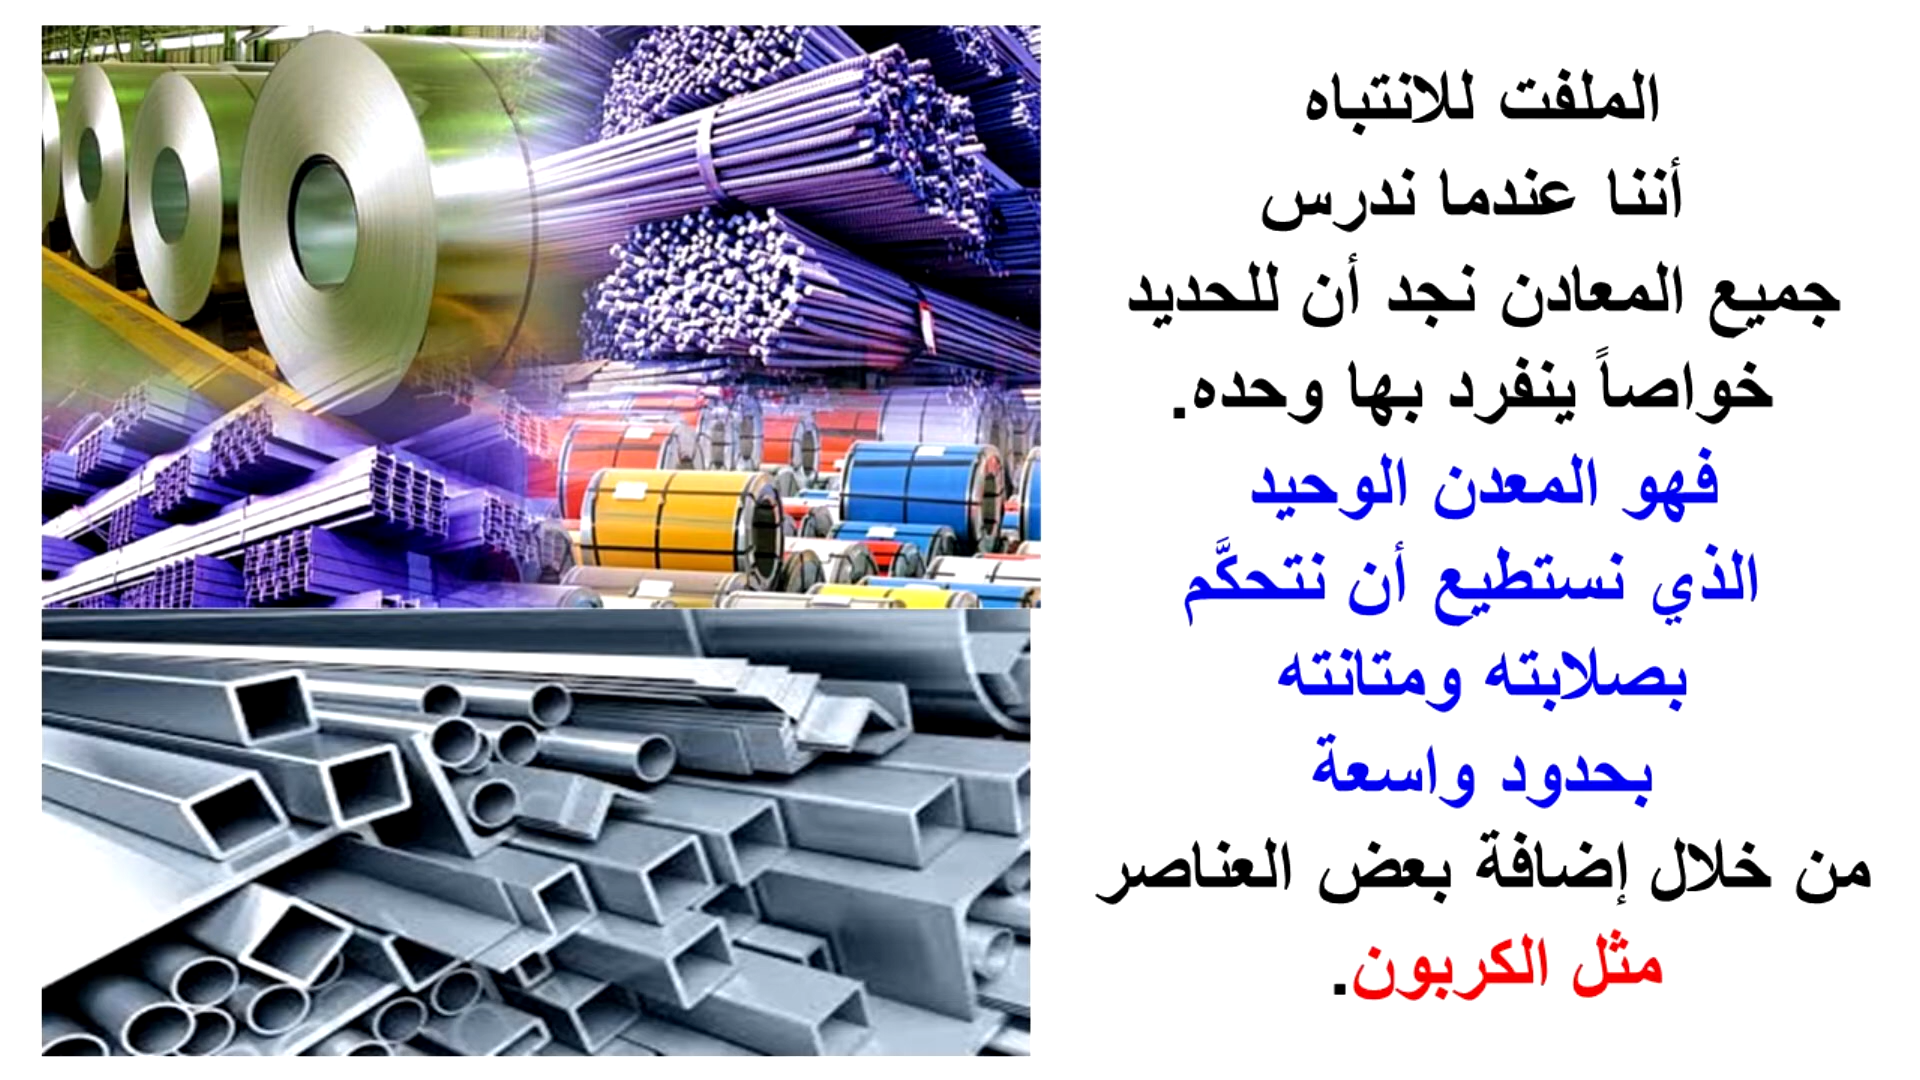 الملفت للانتباه
أننا عندما ندرس
جميع المعادن نجد أن للحديد
خواصاً ينفرد بها وحده.
فهو المعدن الوحيد
الذي نستطيع أن نتحكَّم
بصلابته ومتانته
بحدود واسعة
من خلال إضافة بعض العناصر
مثل الكربون.